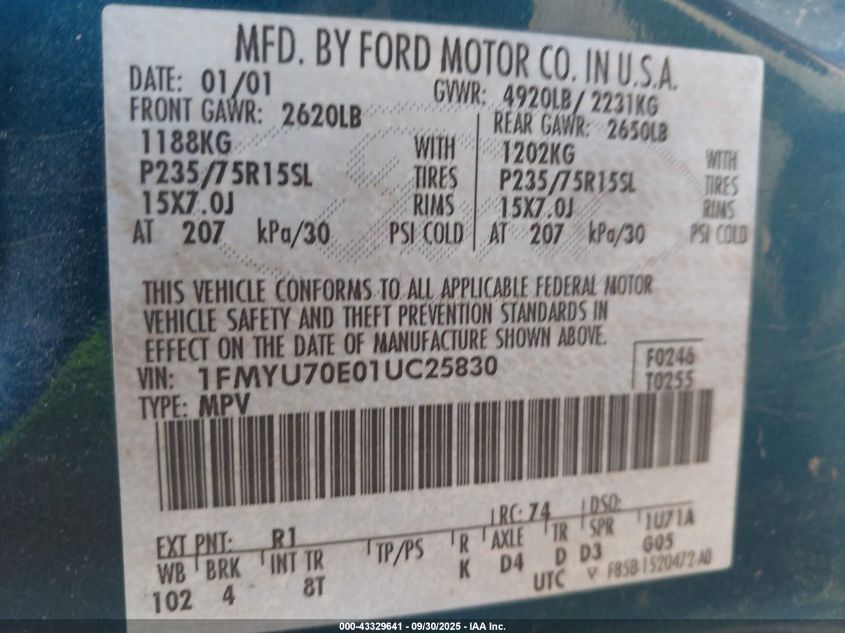 MFD. BY FORD MOTOR CO. IN U.S.A.
DATE: 01/01 GVWR: 4920LB/ 2231KG
FRONT GAWR: 2620LB REAR GAWR: 2650LB
1188KG WITH 1202KG WITH
P235/75R15SL TIRES P235/75R15SL TIRES
15X7.0J RIMS 15X7.0J RIMS
AT 207 kPa/30 PSI COLD AT 207 kPa/30 PSI COLD
THIS VEHICLE CONFORMS TO ALL APPLICABLE FEDERAL MOTOR
VEHICLE SAFETY AND THEFT PREVENTION STANDARDS IN
EFFECT ON THE DATE OF MANUFACTURE SHOWN ABOVE.
VIN: 1FMYU70E01UC25830 F0246
TYPE: MPV T0255
EXT PNT: R1 RC: 74 DSO: 1U71A
WB BRK INT TR TP/PS R AXLE TR SPR G05
102 4 8T K D4 D D3
UTC V F85B-1520472-AB
000-43329641 / 09/30/2025 - IAA Inc.